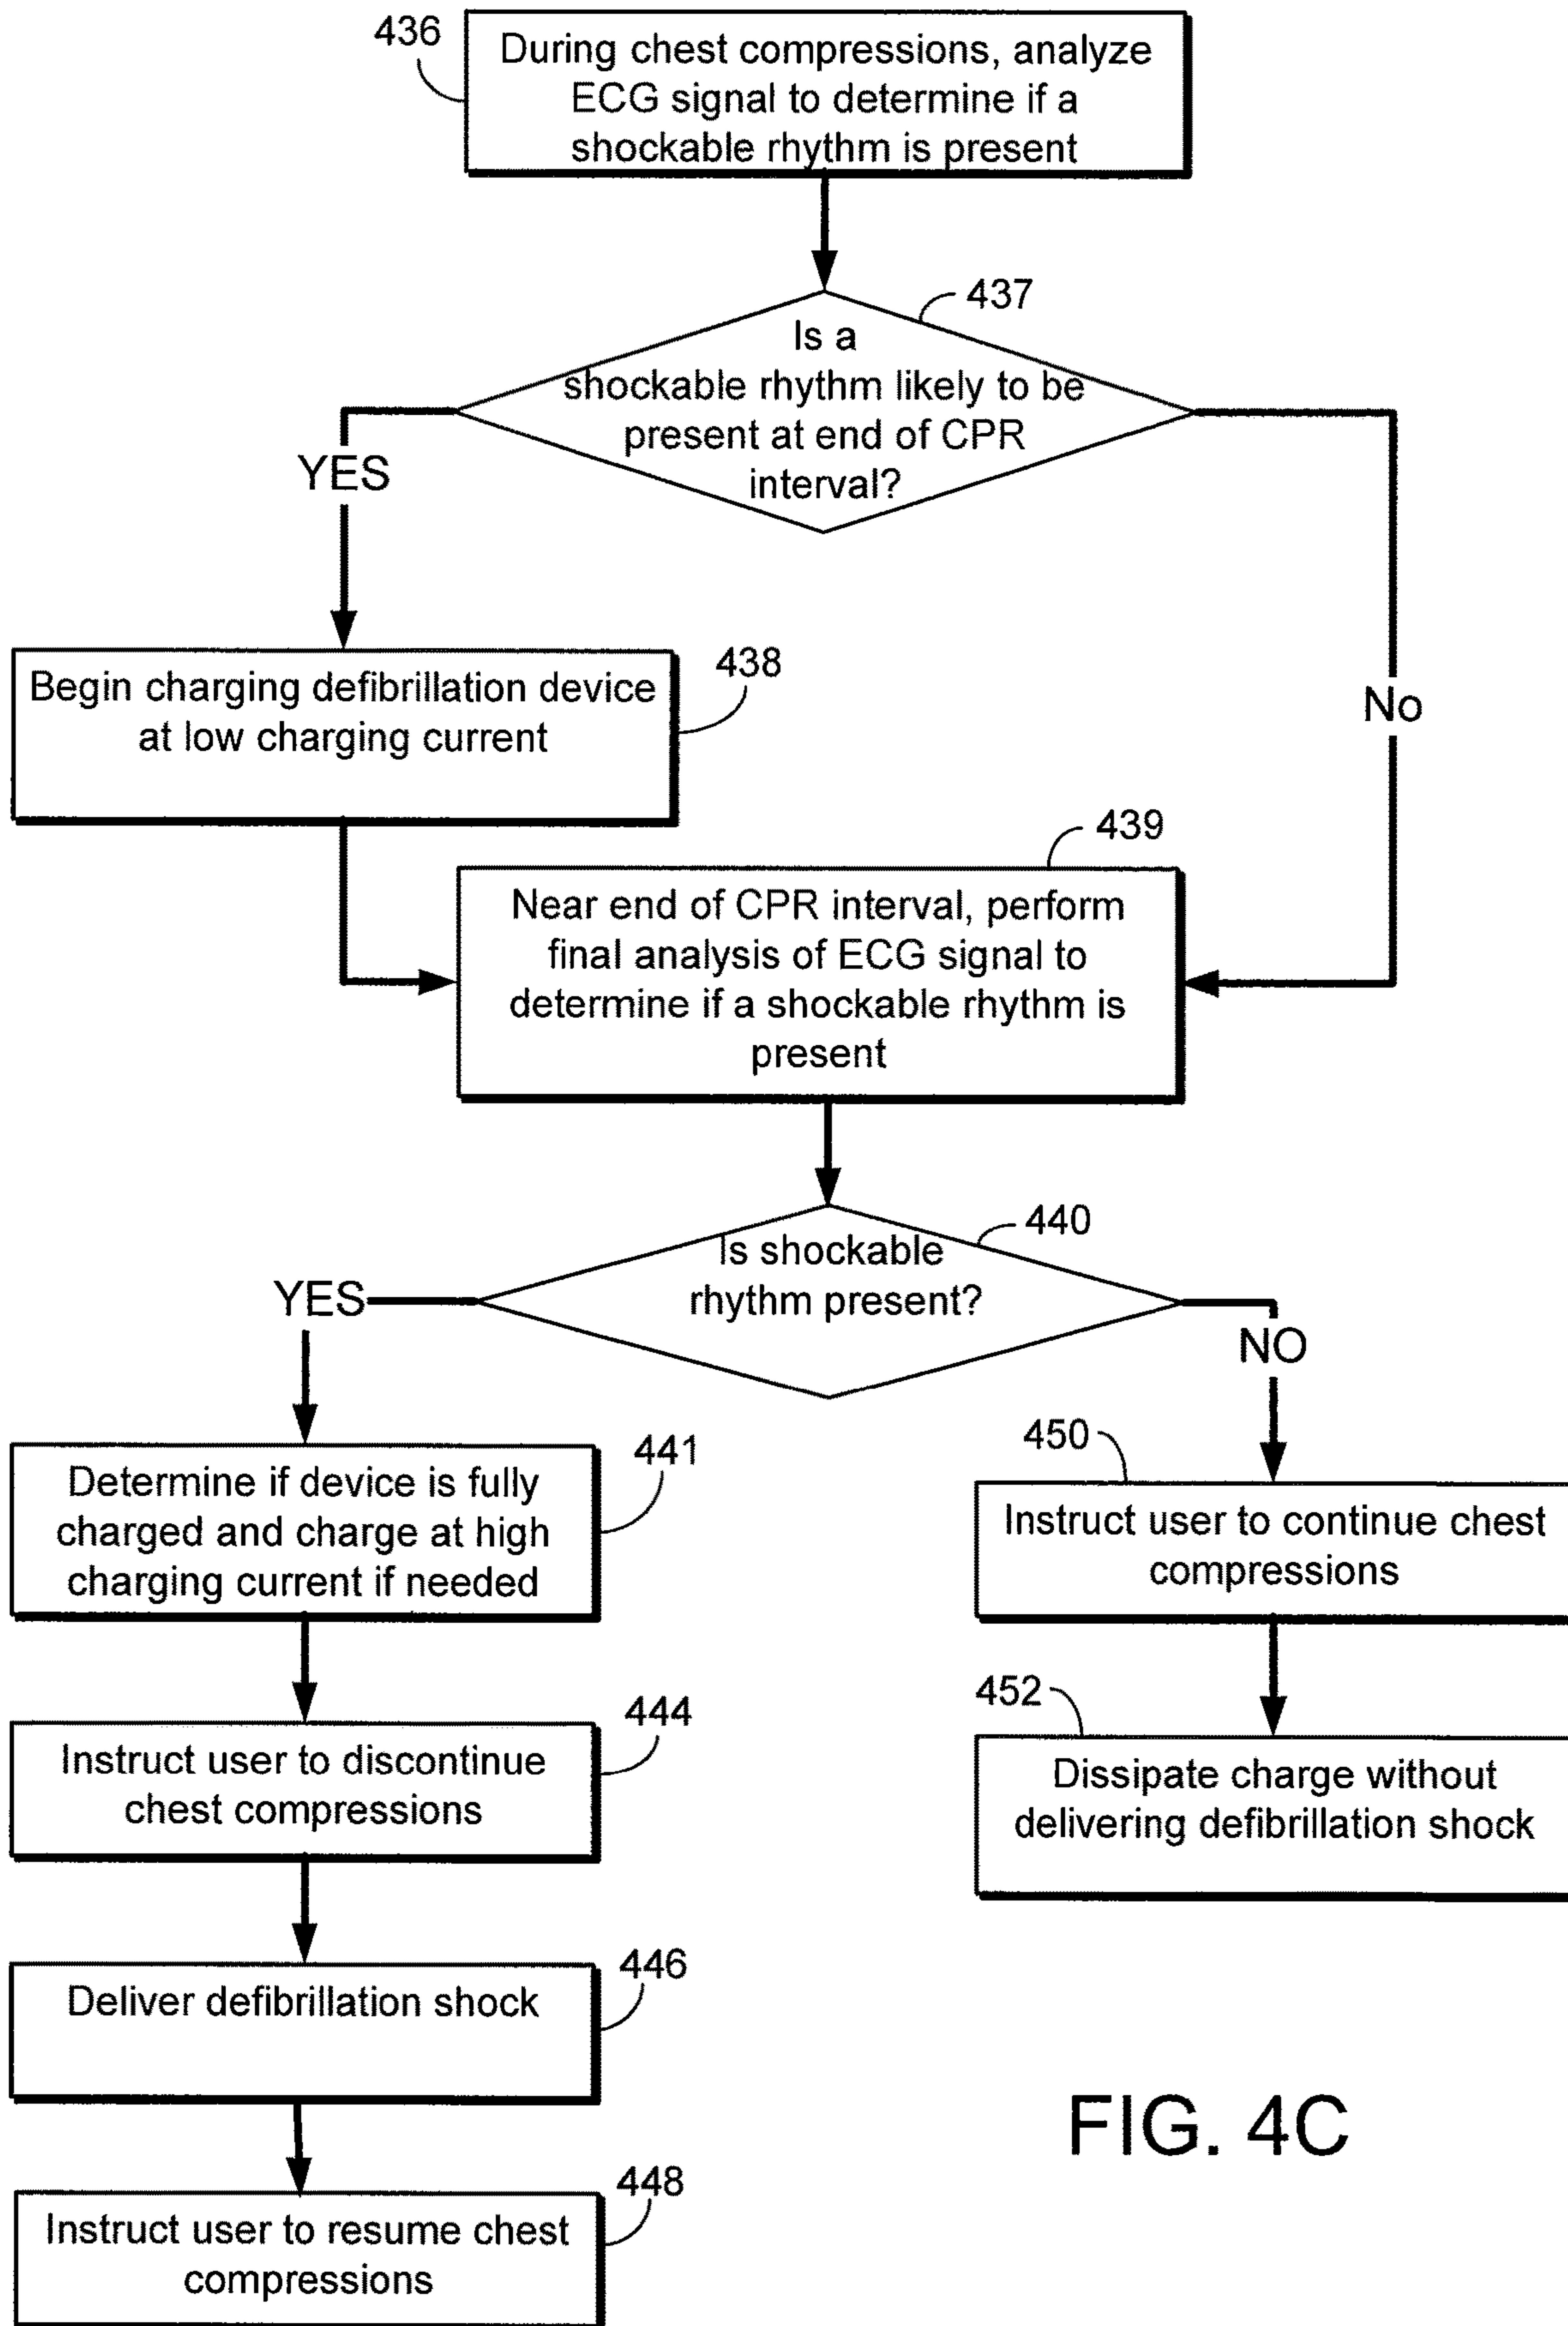 436
During chest compressions, analyze
ECG signal to determine if a
shockable rhythm is present
437
Is a
shockable rhythm likely to be
present at end of CPR
interval?
YES
No
438
Begin charging defibrillation device
at low charging current
439
Near end of CPR interval, perform
final analysis of ECG signal to
determine if a shockable rhythm is
present
440
Is shockable
rhythm present?
YES
NO
441
Determine if device is fully
charged and charge at high
charging current if needed
450
Instruct user to continue chest
compressions
444
Instruct user to discontinue
chest compressions
452
Dissipate charge without
delivering defibrillation shock
446
Deliver defibrillation shock
448
Instruct user to resume chest
compressions
FIG. 4C